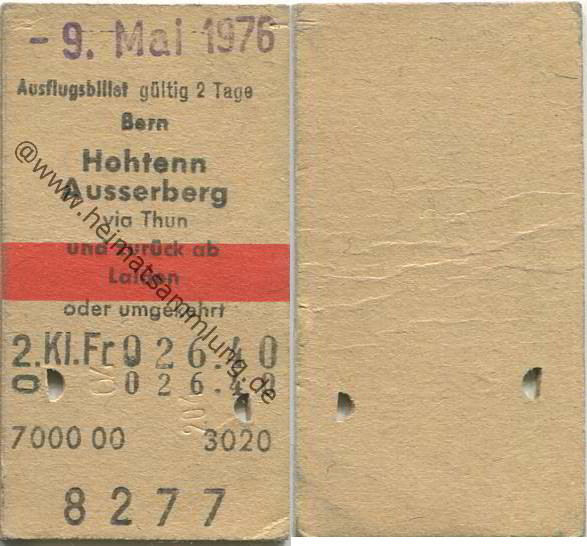 - 9. Mai 1976
Ausflugsbillet gültig 2 Tage
Bern
Hohtenn
Ausserberg
via Thun
und zurück ab
Lalden
oder umgekehrt
2.Kl.Fr 026.40
0 026.40
7000 00 3020
8277
@www.heimatsammlung.de